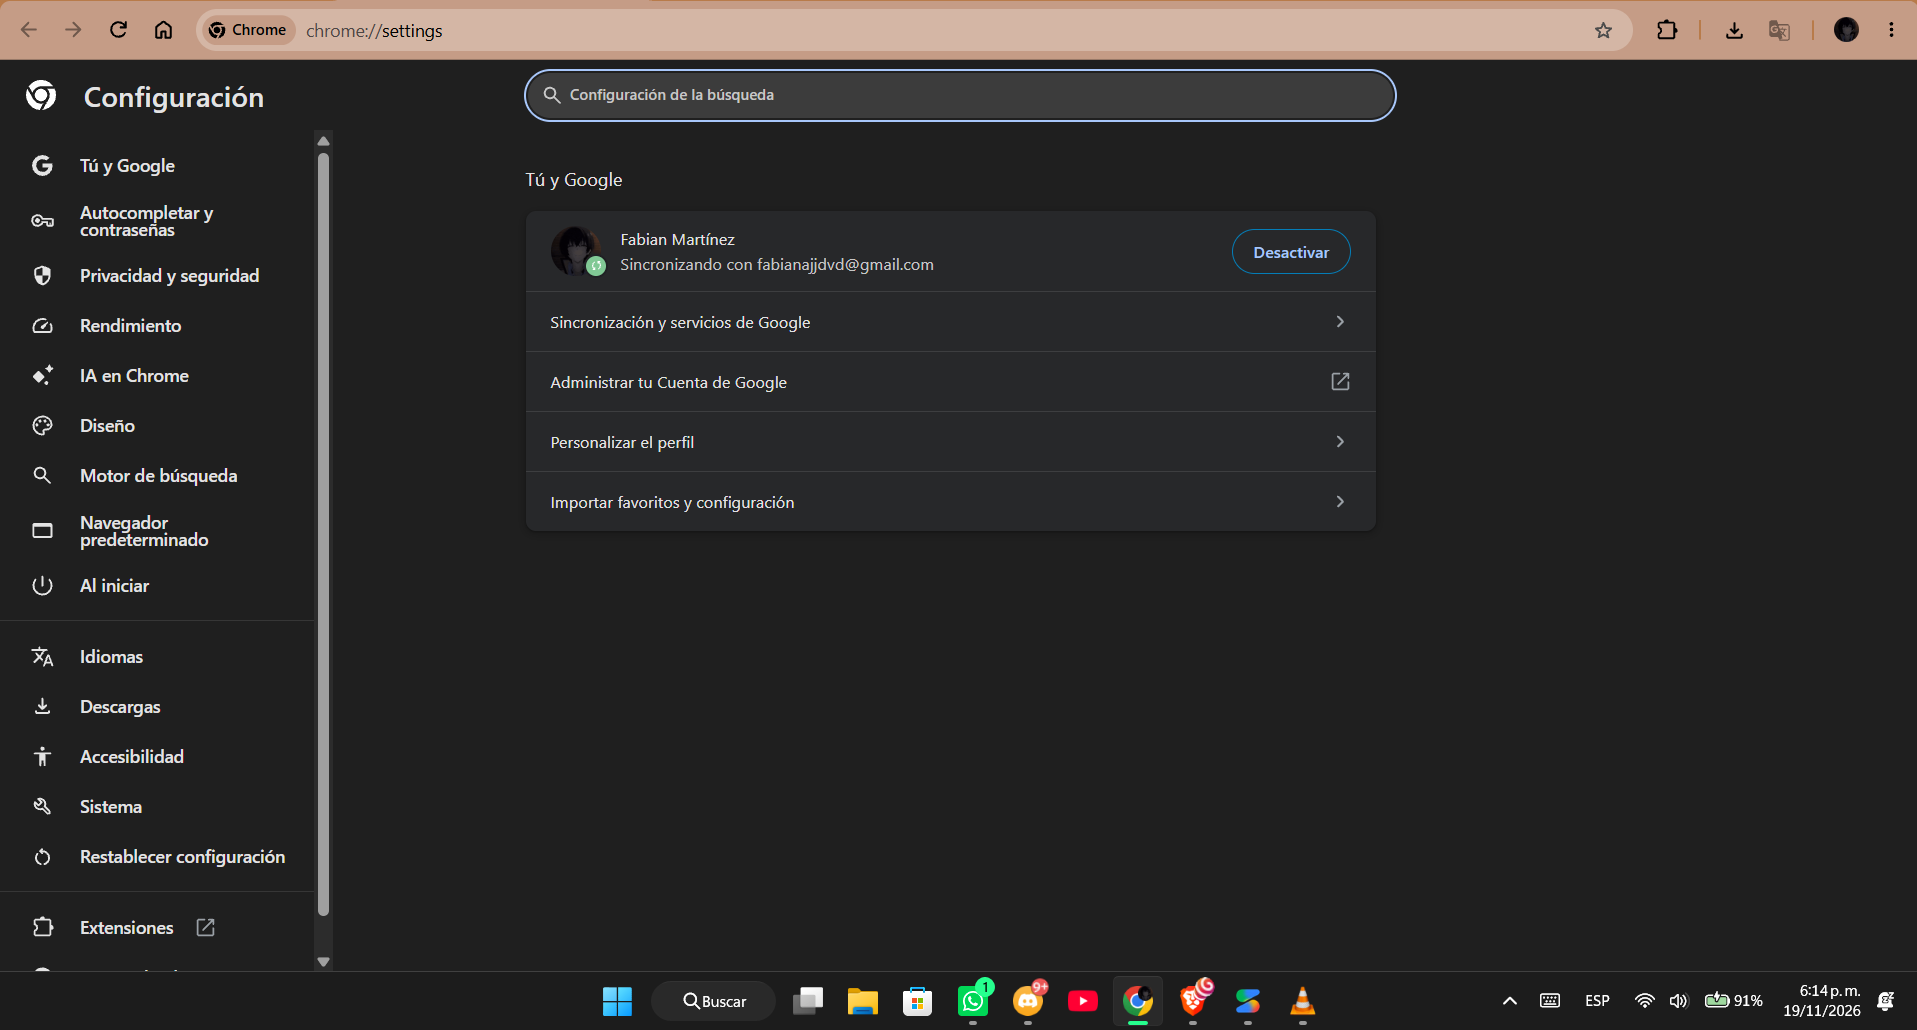 Chrome
chrome://settings
Configuración
Configuración de la búsqueda
Tú y Google
Autocompletar y
contraseñas
Privacidad y seguridad
Rendimiento
IA en Chrome
Diseño
Motor de búsqueda
Navegador
predeterminado
Al iniciar
Idiomas
Descargas
Accesibilidad
Sistema
Restablecer configuración
Extensiones
Tú y Google
Fabian Martínez
Sincronizando con fabianajjdvd@gmail.com
Desactivar
Sincronización y servicios de Google
Administrar tu Cuenta de Google
Personalizar el perfil
Importar favoritos y configuración
Buscar
1
9+
ESP
91%
6:14 p. m.
19/11/2026